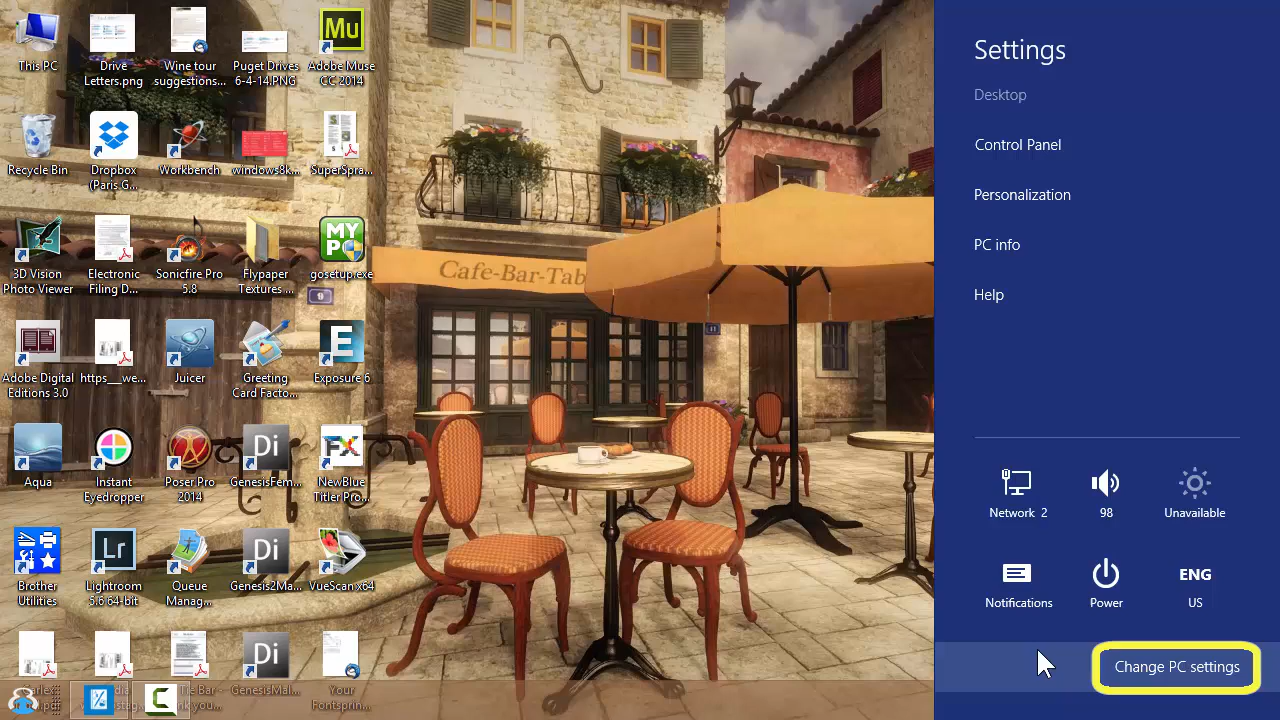 This PC
Drive
Letters.png
Wine tour
suggestions...
Puget Drives
6-4-14.PNG
Mu
Adobe Muse
CC 2014
Recycle Bin
Dropbox
(Paris G...
Workbench
windows8k...
SuperSpra...
3D Vision
Photo Viewer
Electronic
Filing D...
Sonicfire Pro
5.8
Flypaper
Textures ...
MY
PC
gosetup.exe
Adobe Digital
Editions 3.0
https__we...
Juicer
Greeting
Card Facto...
E
Exposure 6
Aqua
Instant
Eyedropper
Poser Pro
2014
Di
GenesisFem...
FX
NewBlue
Titler Pro...
Brother
Utilities
Lr
Lightroom
5.6 64-bit
Queue
Manag...
Di
Genesis2Ma...
VueScan x64
Di
GenesisMal...
Your
Fontsprin...
Cafe-Bar-Tab
9
Settings
Desktop
Control Panel
Personalization
PC info
Help
Network 2
98
Unavailable
Notifications
Power
ENG
US
Change PC settings